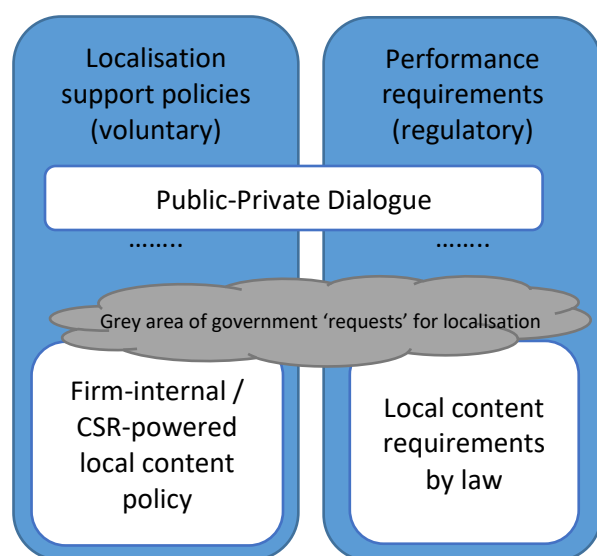 Localisation
support policies
(voluntary)
Performance
requirements
(regulatory)
Public-Private Dialogue
……..
……..
Grey area of government ‘requests’ for localisation
Firm-internal /
CSR-powered
local content
policy
Local content
requirements
by law